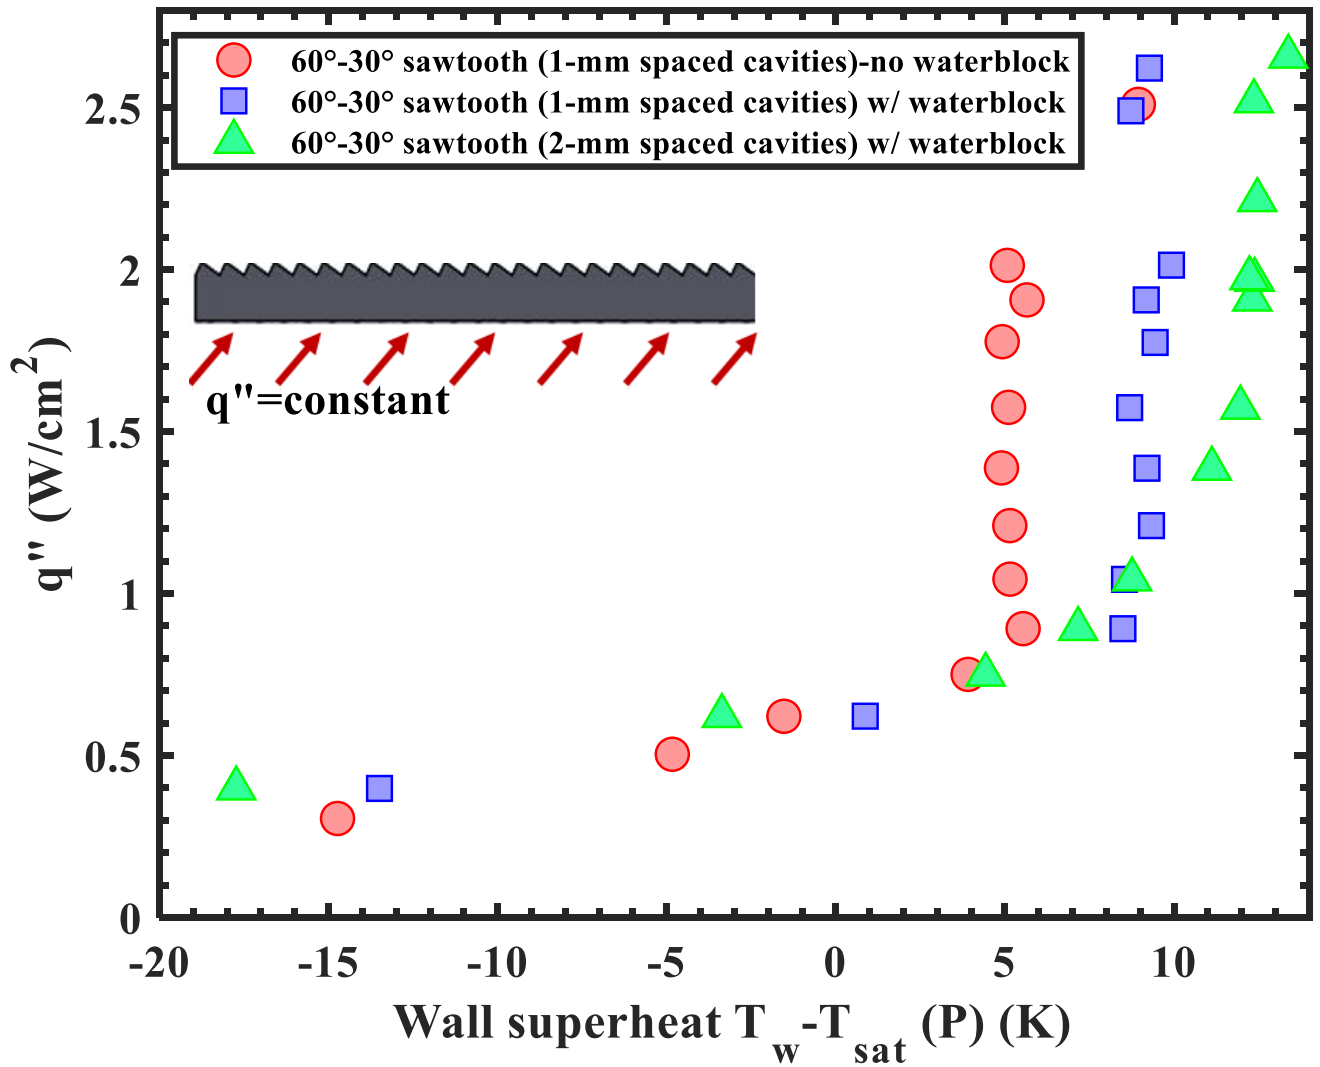 60°-30° sawtooth (1-mm spaced cavities)-no waterblock
60°-30° sawtooth (1-mm spaced cavities) w/ waterblock
60°-30° sawtooth (2-mm spaced cavities) w/ waterblock
q"=constant
q" (W/cm²)
2.5
2
1.5
1
0.5
0
-20 -15 -10 -5 0 5 10
Wall superheat T_w-T_sat (P) (K)